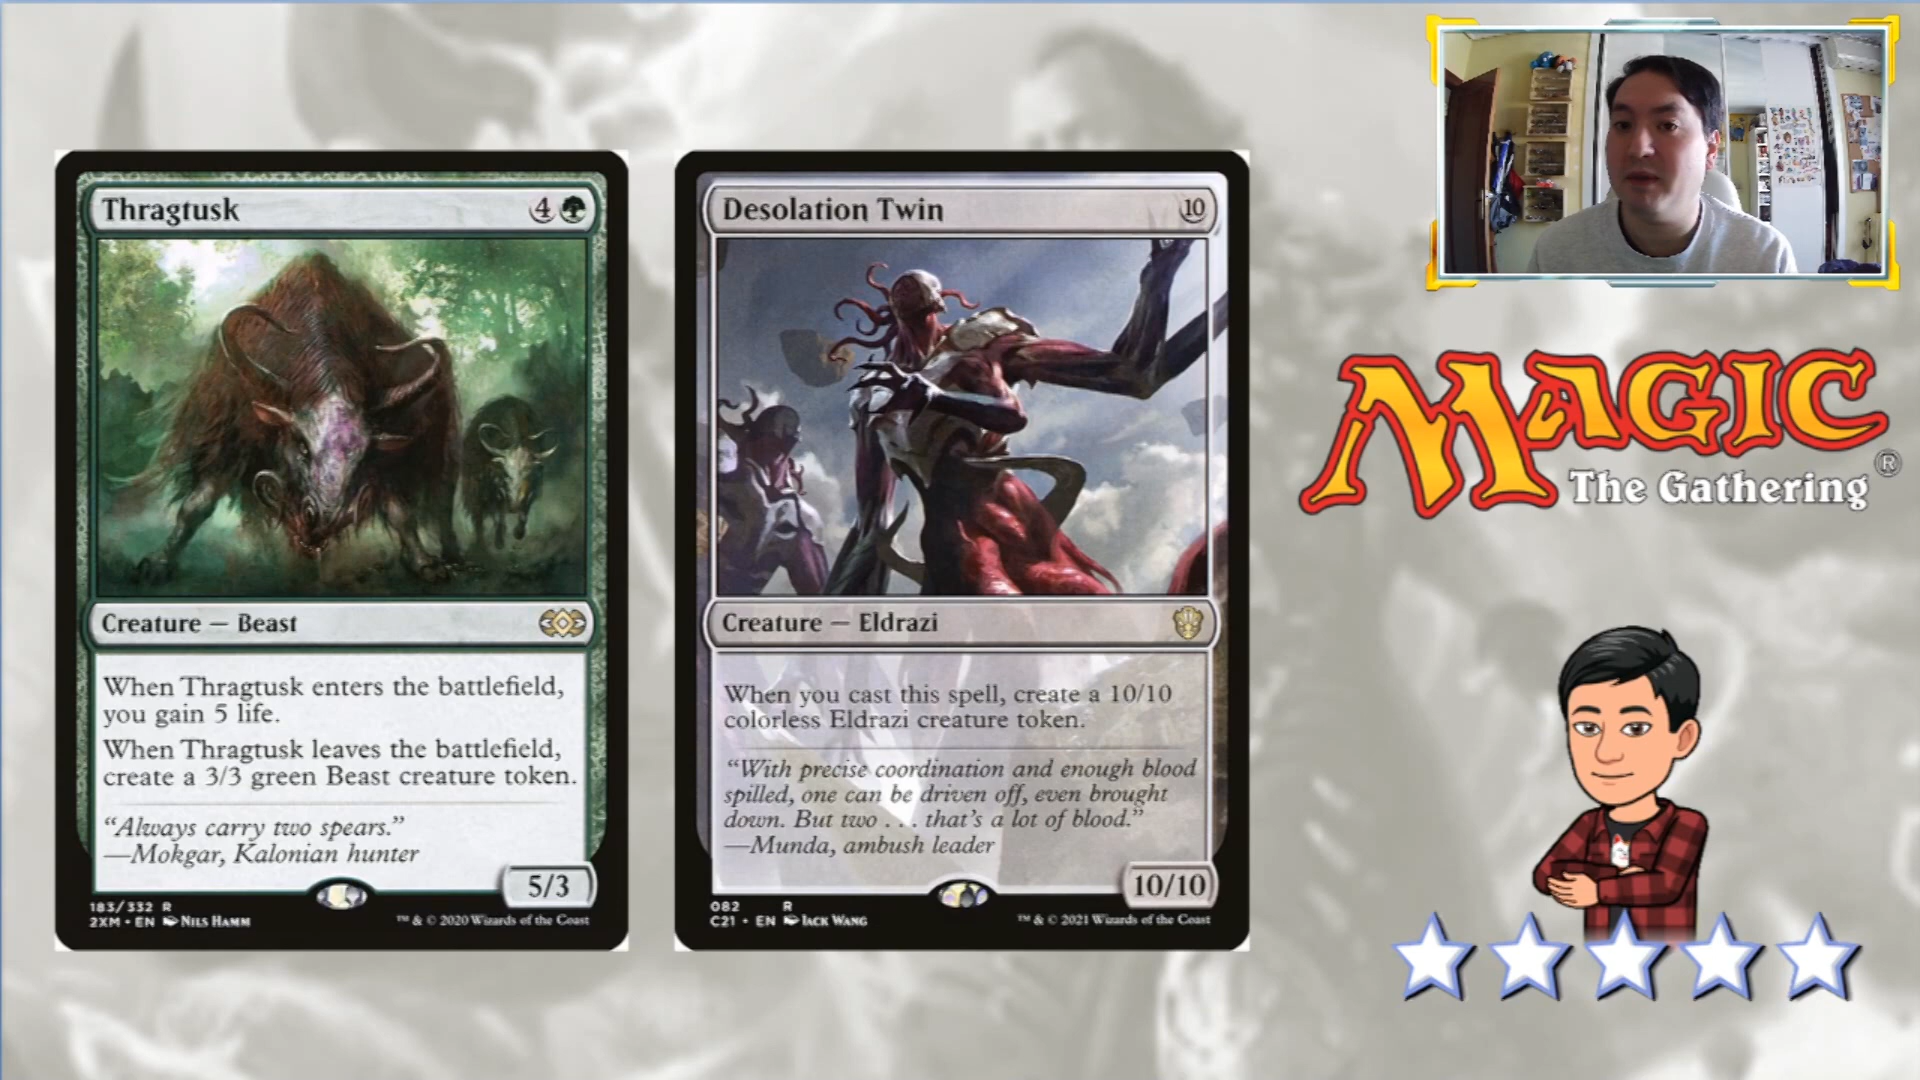 Thragtusk 4
Creature — Beast
When Thragtusk enters the battlefield,
you gain 5 life.
When Thragtusk leaves the battlefield,
create a 3/3 green Beast creature token.
“Always carry two spears.”
—Mokgar, Kalonian hunter
5/3
183/332 R
2XM • EN NILS HAMM
™ & © 2020 Wizards of the Coast
Desolation Twin 10
Creature — Eldrazi
When you cast this spell, create a 10/10
colorless Eldrazi creature token.
“With precise coordination and enough blood
spilled, one can be driven off, even brought
down. But two . . . that’s a lot of blood.”
—Munda, ambush leader
10/10
082 R
C21 • EN JACK WANG
™ & © 2021 Wizards of the Coast
MAGIC
The Gathering®